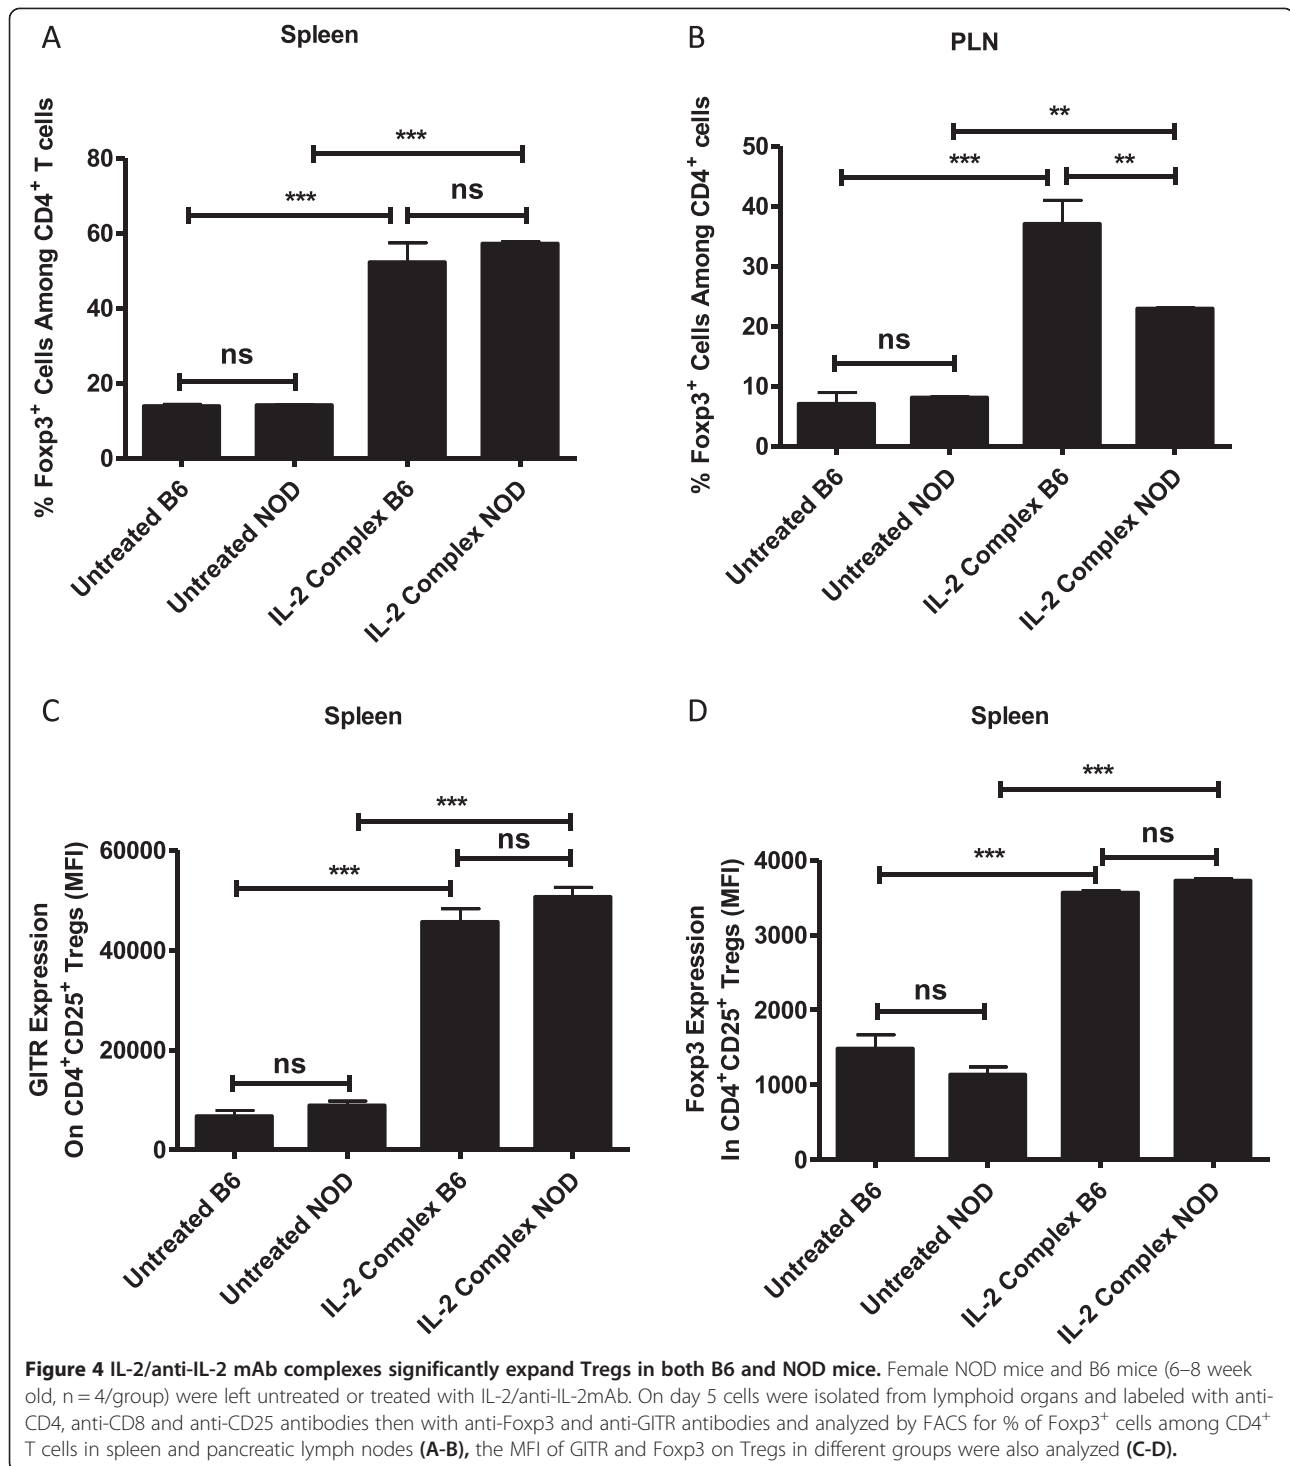 A
Spleen
% Foxp3+ Cells Among CD4+ T cells
80
60
40
20
0
***
***
ns
ns
Untreated B6
Untreated NOD
IL-2 Complex B6
IL-2 Complex NOD
B
PLN
% Foxp3+ Cells Among CD4+ cells
50
40
30
20
10
0
**
***
**
ns
Untreated B6
Untreated NOD
IL-2 Complex B6
IL-2 Complex NOD
C
Spleen
GITR Expression
On CD4+CD25+ Tregs (MFI)
60000
40000
20000
0
***
ns
***
ns
Untreated B6
Untreated NOD
IL-2 Complex B6
IL-2 Complex NOD
D
Spleen
Foxp3 Expression
In CD4+CD25+ Tregs (MFI)
4000
3000
2000
1000
0
***
ns
***
ns
Untreated B6
Untreated NOD
IL-2 Complex B6
IL-2 Complex NOD
Figure 4 IL-2/anti-IL-2 mAb complexes significantly expand Tregs in both B6 and NOD mice. Female NOD mice and B6 mice (6–8 week
old, n = 4/group) were left untreated or treated with IL-2/anti-IL-2mAb. On day 5 cells were isolated from lymphoid organs and labeled with anti-
CD4, anti-CD8 and anti-CD25 antibodies then with anti-Foxp3 and anti-GITR antibodies and analyzed by FACS for % of Foxp3+ cells among CD4+
T cells in spleen and pancreatic lymph nodes (A-B), the MFI of GITR and Foxp3 on Tregs in different groups were also analyzed (C-D).